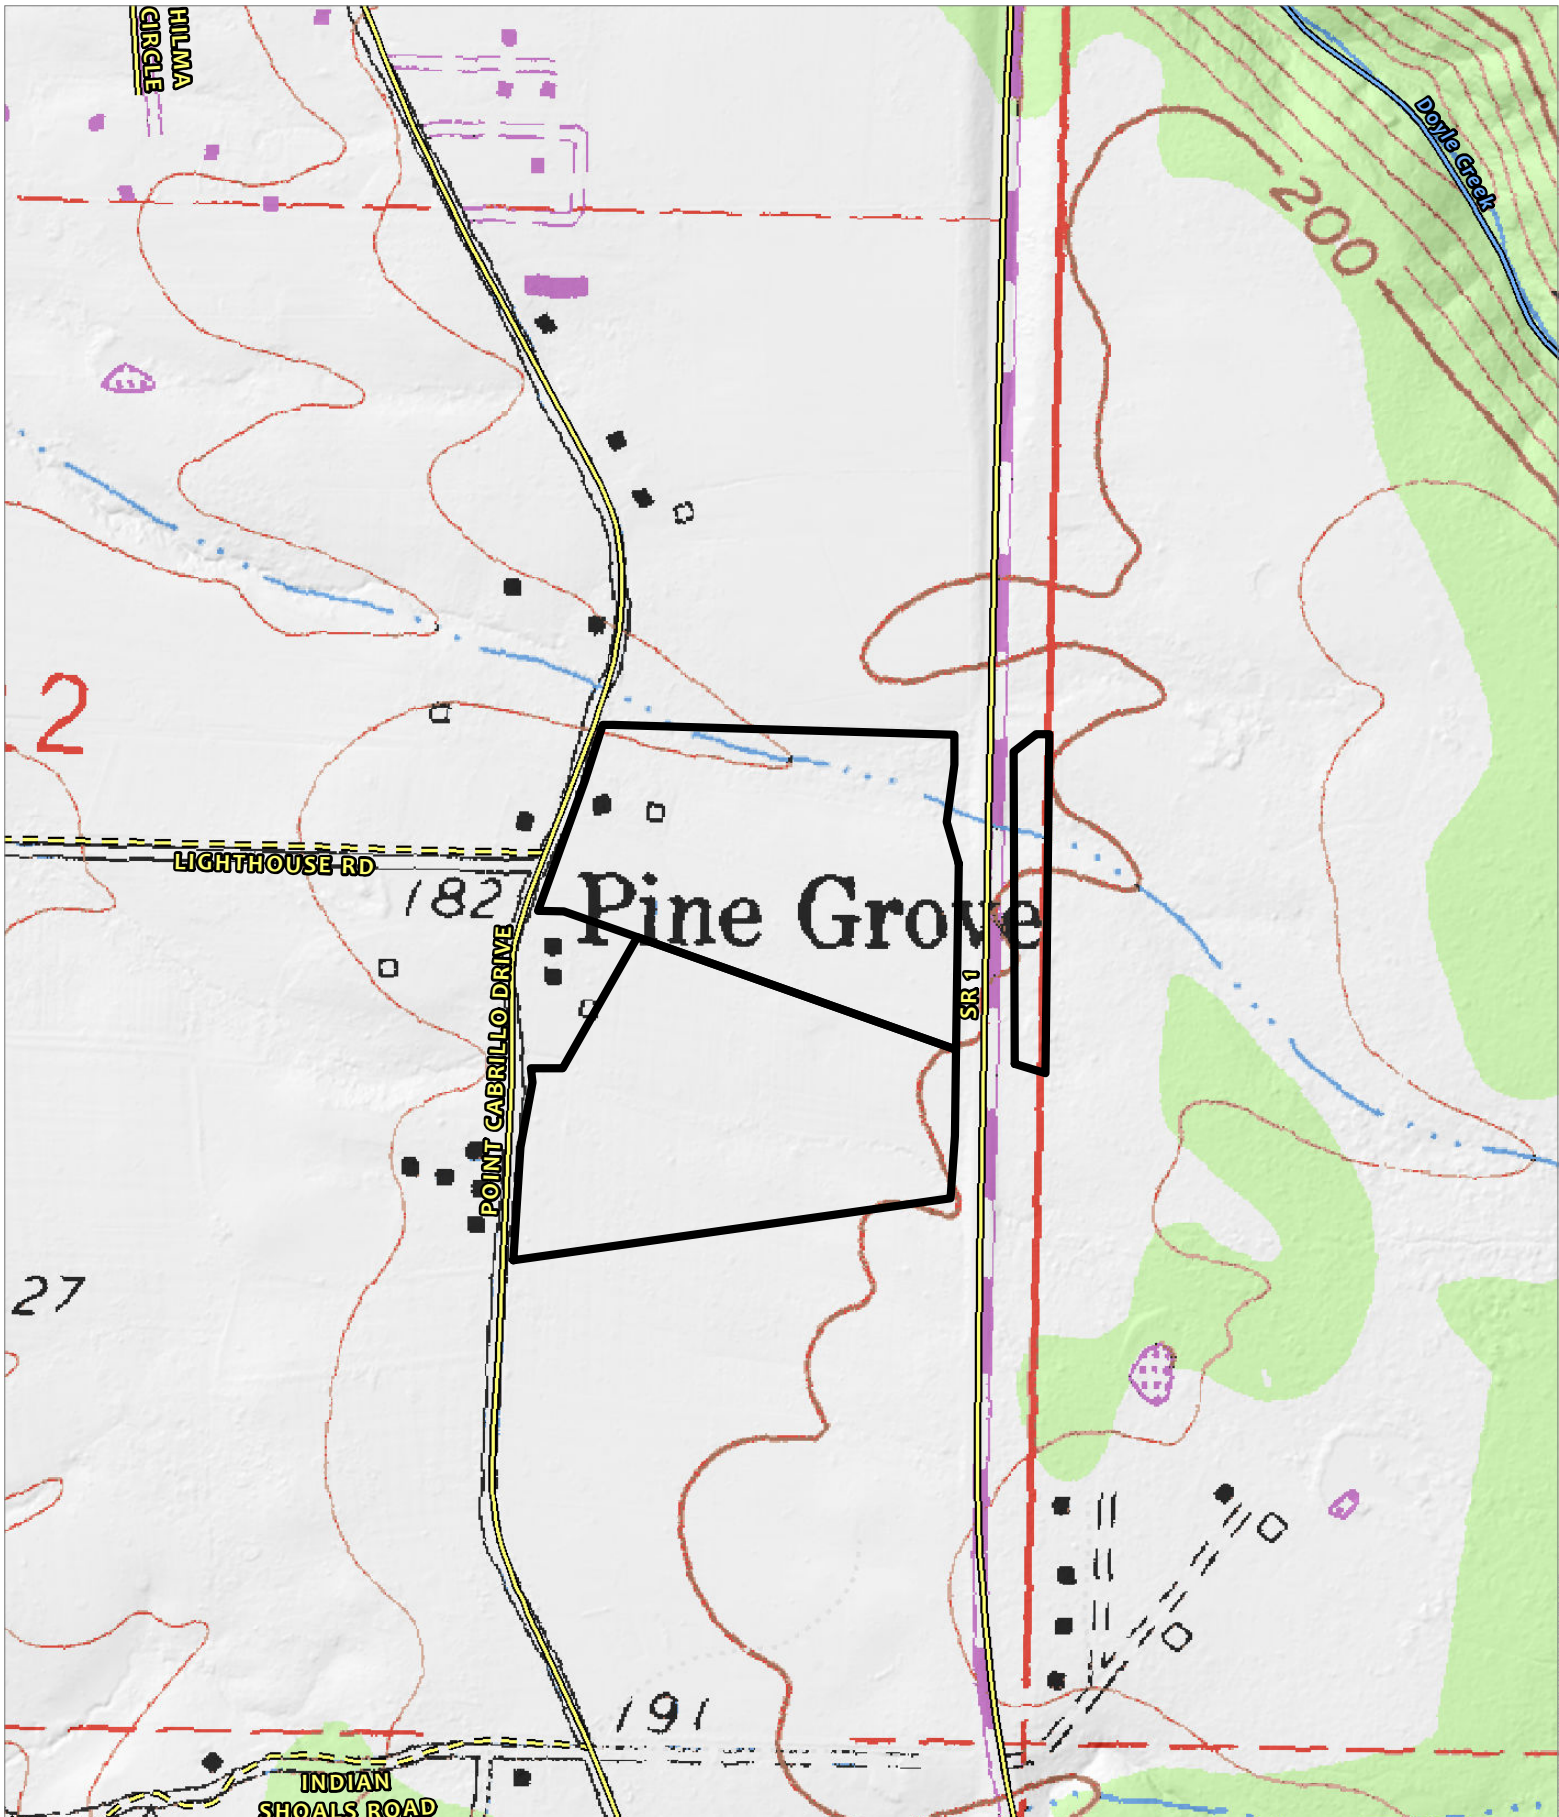 HILMA
CIRCLE
Doyle Creek
200
2
LIGHTHOUSE RD
182
Pine Grove
POINT CABRILLO DRIVE
SR 1
27
191
INDIAN
SHOALS ROAD